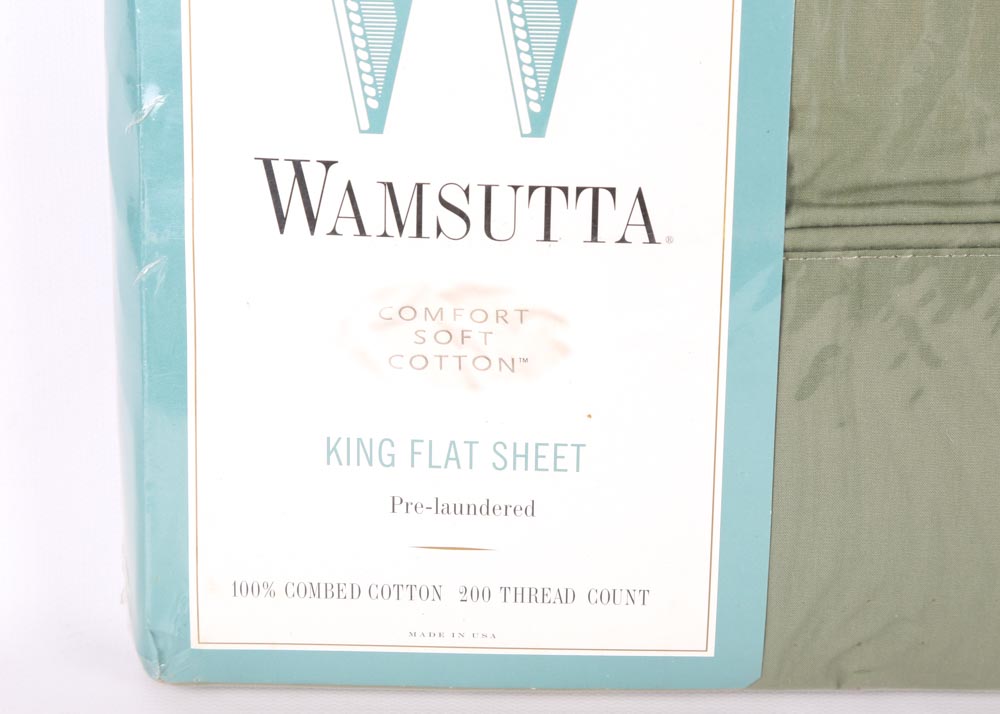 WAMSUTTA®
COMFORT
SOFT
COTTON™
KING FLAT SHEET
Pre-laundered
100% COMBED COTTON 200 THREAD COUNT
MADE IN USA